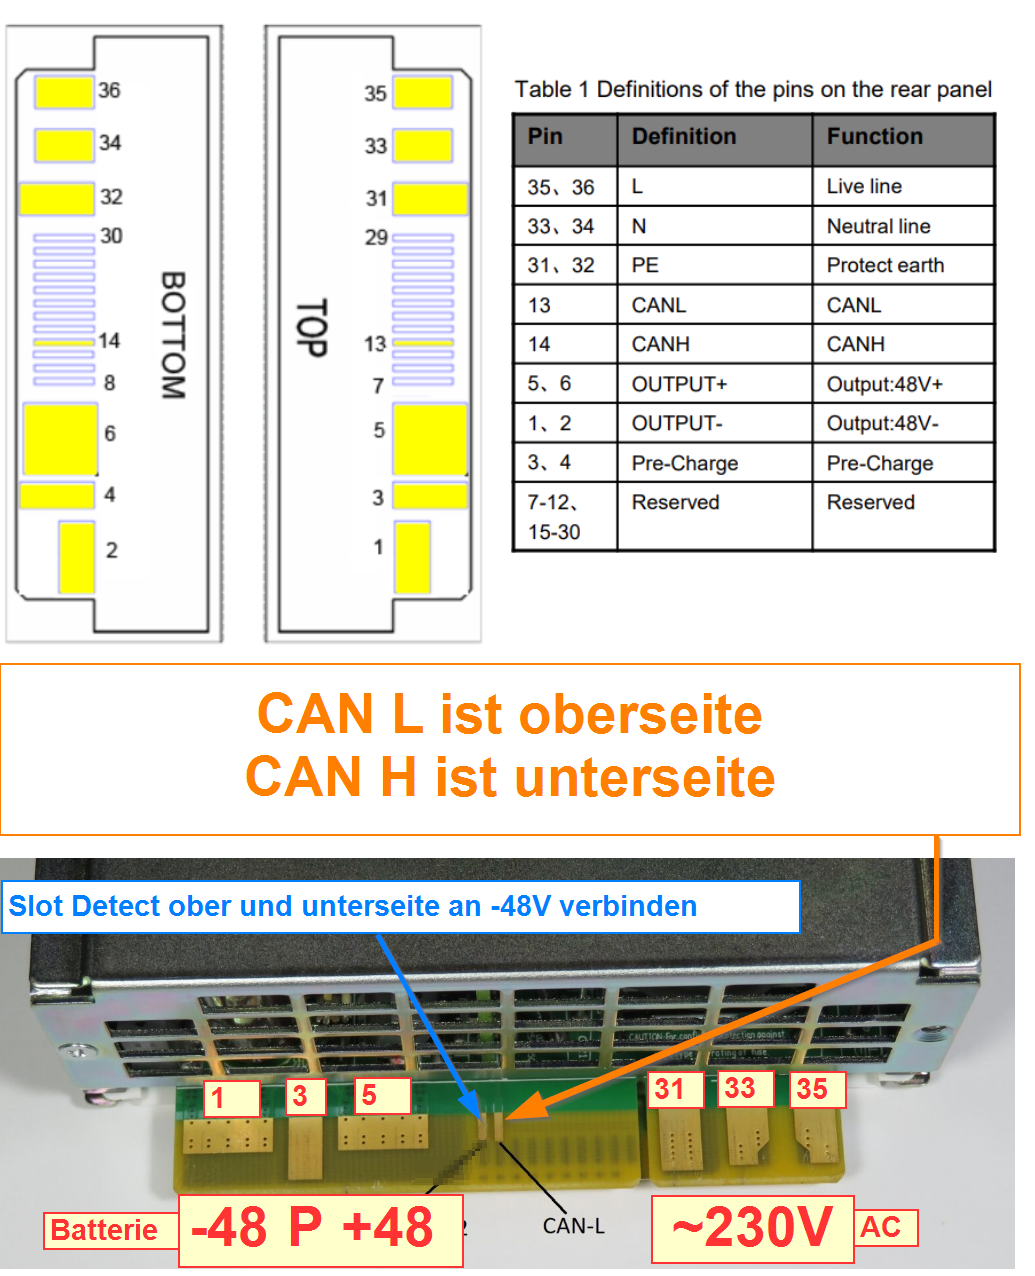 36
34
32
30
14
8
6
4
2
BOTTOM
35
33
31
29
13
7
5
3
1
TOP
Table 1 Definitions of the pins on the rear panel
Pin Definition Function
35、36 L Live line
33、34 N Neutral line
31、32 PE Protect earth
13 CANL CANL
14 CANH CANH
5、6 OUTPUT+ Output:48V+
1、2 OUTPUT- Output:48V-
3、4 Pre-Charge Pre-Charge
7-12、 Reserved Reserved
15-30
CAN L ist oberseite
CAN H ist unterseite
Slot Detect ober und unterseite an -48V verbinden
1 3 5 31 33 35
Batterie -48 P +48 2 CAN-L ~230V AC